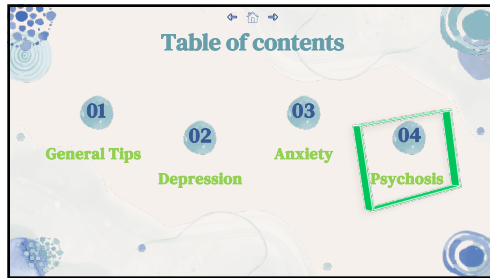 Table of contents
01
General Tips
02
Depression
03
Anxiety
04
Psychosis